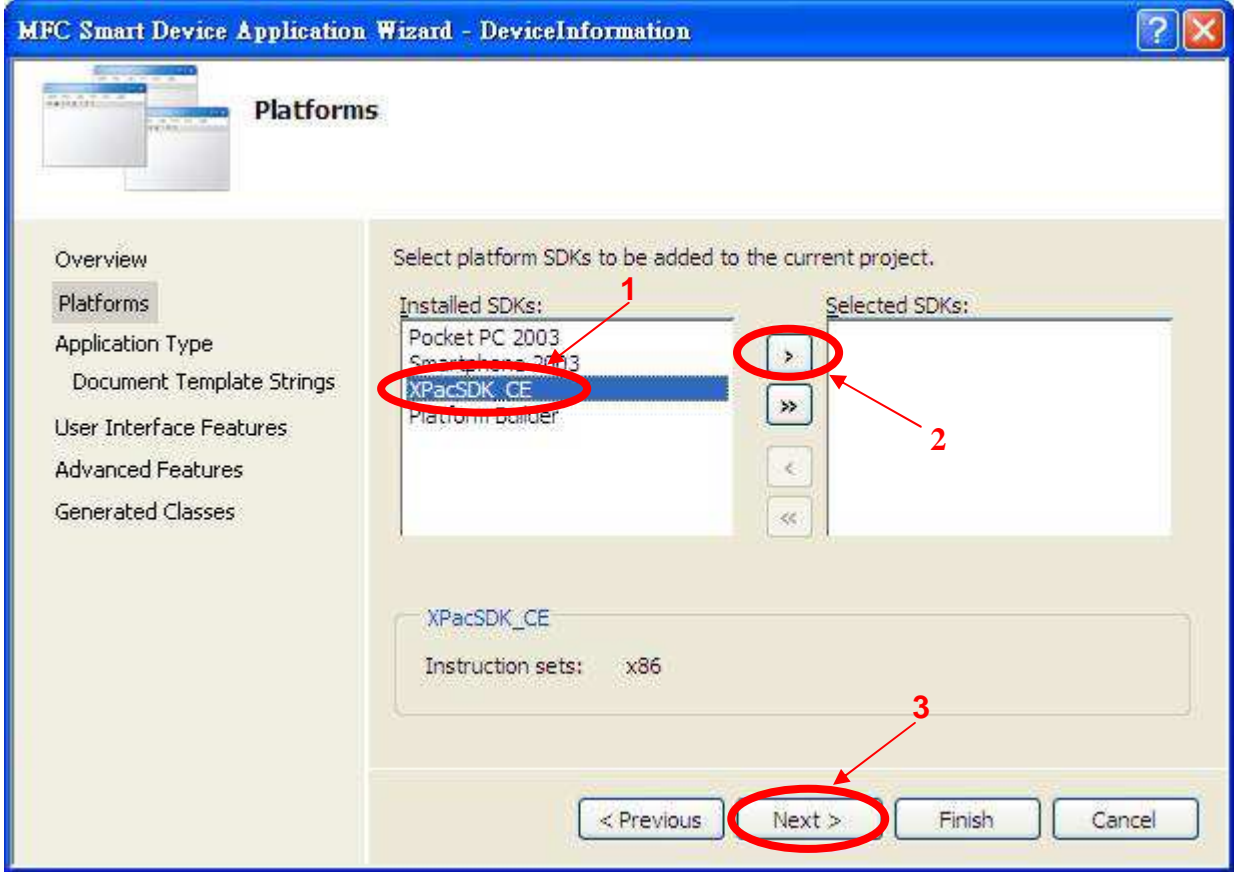 MFC Smart Device Application Wizard - DeviceInformation
Platforms
Overview
Platforms
Application Type
Document Template Strings
User Interface Features
Advanced Features
Generated Classes
Select platform SDKs to be added to the current project.
1
Installed SDKs:
Pocket PC 2003
Smartphone 2003
XPacSDK_CE
Platform Builder
>
>>
<
<<
2
Selected SDKs:
XPacSDK_CE
Instruction sets: x86
3
< Previous
Next >
Finish
Cancel